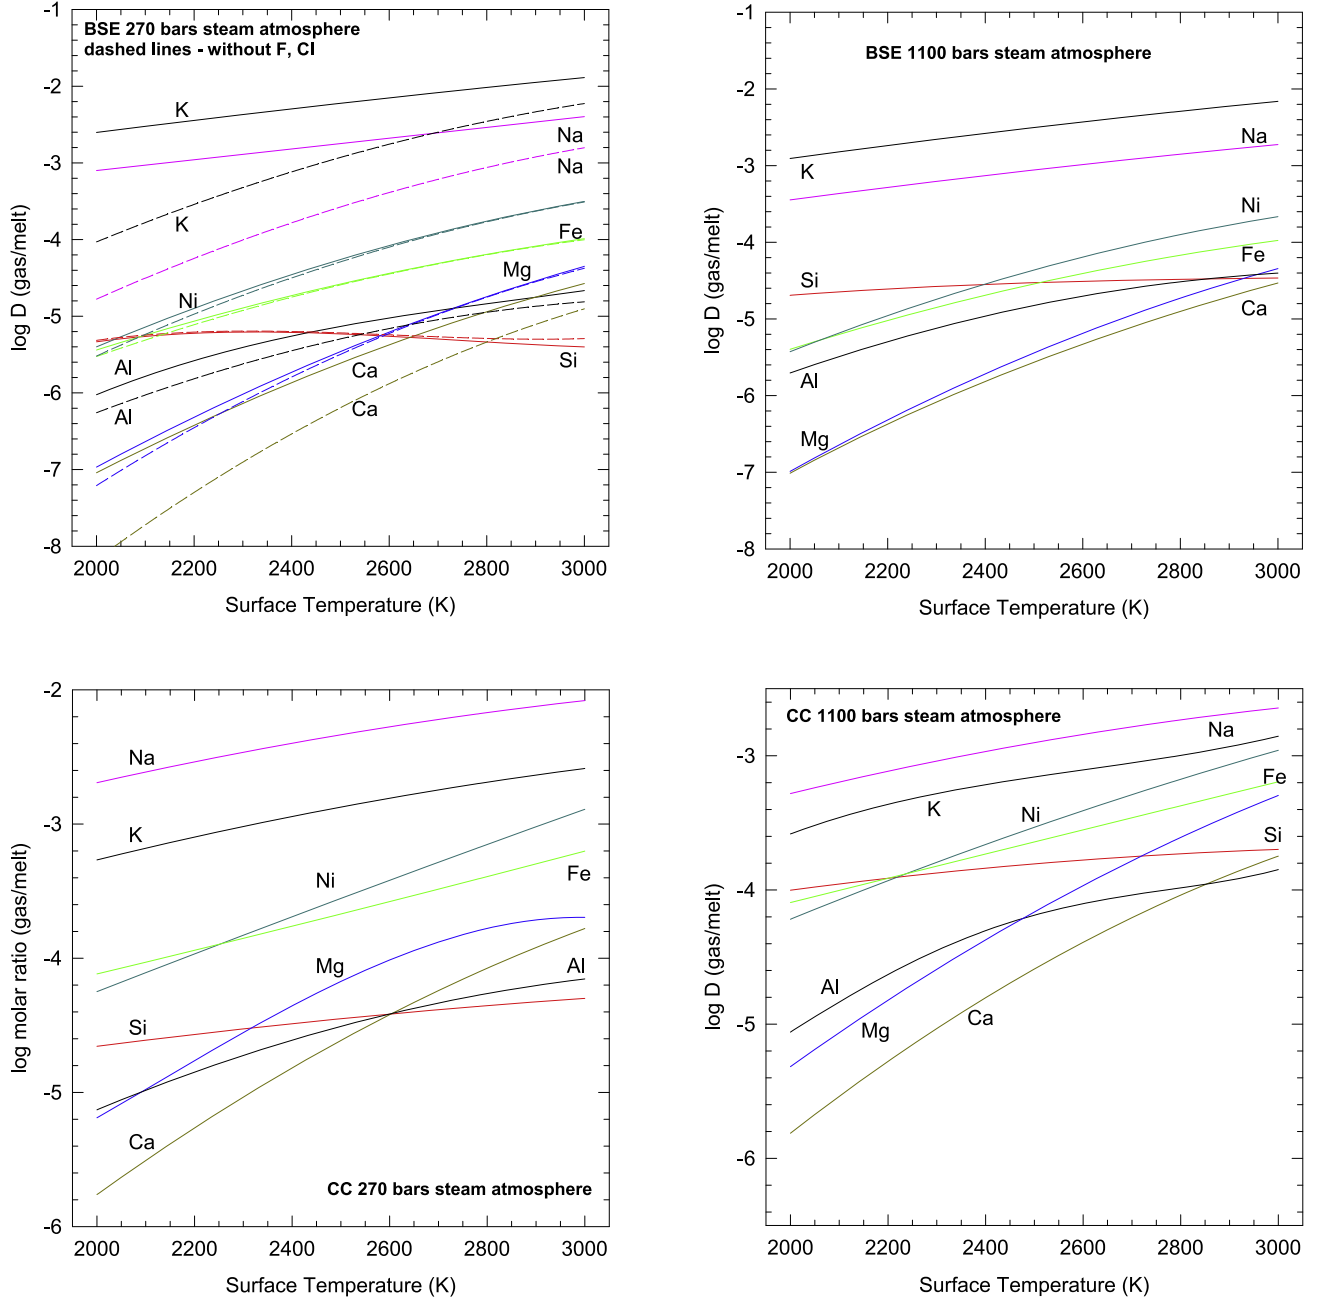 BSE 270 bars steam atmosphere
dashed lines - without F, Cl
-1
-2
-3
-4
-5
-6
-7
-8
log D (gas/melt)
K
Na
Na
K
Fe
Mg
Ni
Al
Si
Ca
Al
Ca
2000 2200 2400 2600 2800 3000
Surface Temperature (K)
BSE 1100 bars steam atmosphere
-1
-2
-3
-4
-5
-6
-7
-8
log D (gas/melt)
Na
K
Ni
Fe
Si
Ca
Al
Mg
2000 2200 2400 2600 2800 3000
Surface Temperature (K)
-2
-3
-4
-5
-6
log molar ratio (gas/melt)
Na
K
Ni
Fe
Mg
Al
Si
Ca
CC 270 bars steam atmosphere
2000 2200 2400 2600 2800 3000
Surface Temperature (K)
CC 1100 bars steam atmosphere
-3
-4
-5
-6
log D (gas/melt)
Na
Fe
K
Ni
Si
Al
Mg
Ca
2000 2200 2400 2600 2800 3000
Surface Temperature (K)